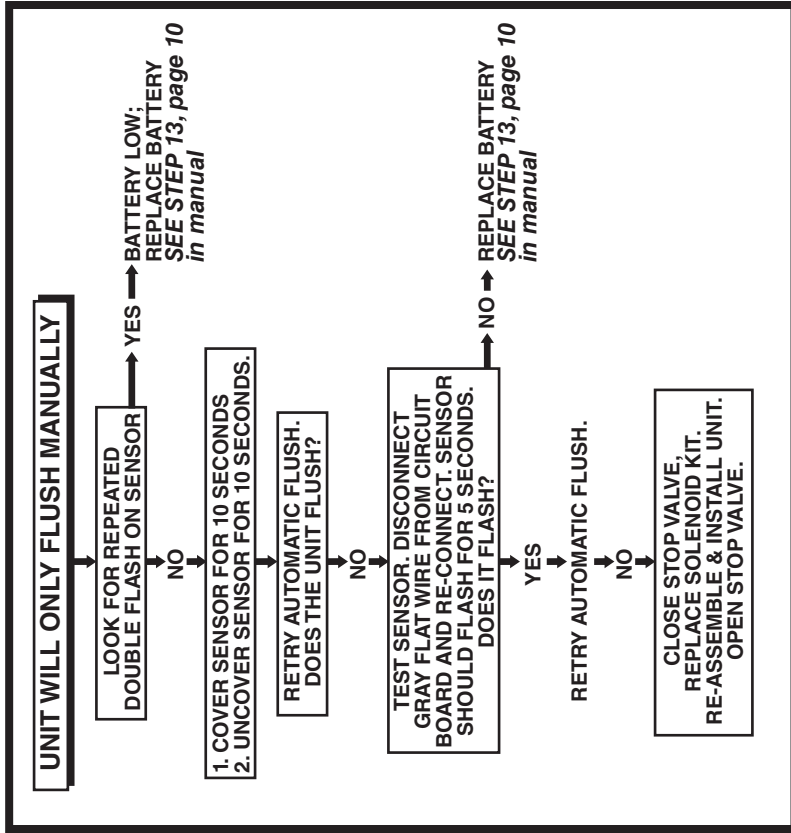 UNIT WILL ONLY FLUSH MANUALLY
LOOK FOR REPEATED
DOUBLE FLASH ON SENSOR
YES
BATTERY LOW;
REPLACE BATTERY
SEE STEP 13, page 10
in manual
NO
1. COVER SENSOR FOR 10 SECONDS
2. UNCOVER SENSOR FOR 10 SECONDS.
RETRY AUTOMATIC FLUSH.
DOES THE UNIT FLUSH?
NO
TEST SENSOR. DISCONNECT
GRAY FLAT WIRE FROM CIRCUIT
BOARD AND RE-CONNECT. SENSOR
SHOULD FLASH FOR 5 SECONDS.
DOES IT FLASH?
NO
REPLACE BATTERY
SEE STEP 13, page 10
in manual
YES
RETRY AUTOMATIC FLUSH.
NO
CLOSE STOP VALVE,
REPLACE SOLENOID KIT.
RE-ASSEMBLE & INSTALL UNIT.
OPEN STOP VALVE.